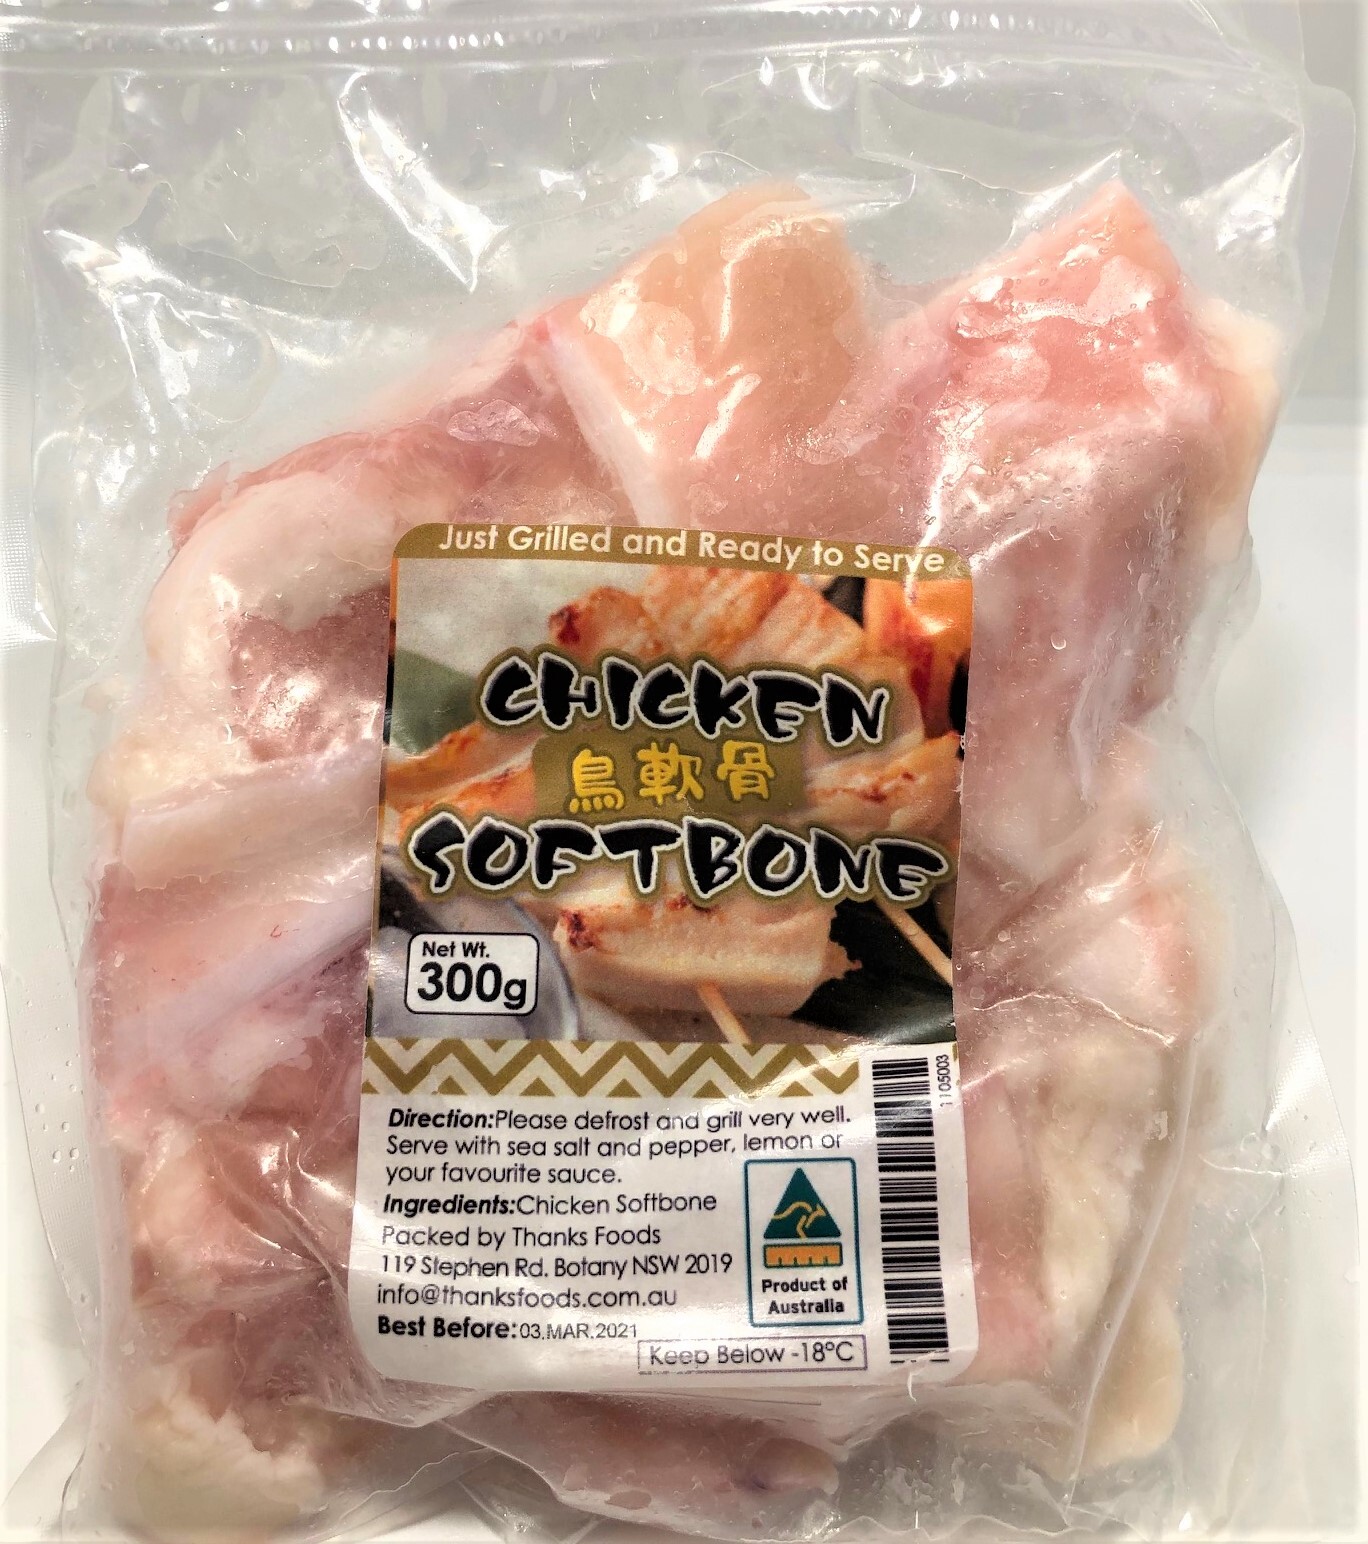 Just Grilled and Ready to Serve
CHICKEN
鳥軟骨
SOFTBONE
Net Wt.
300g
1105003
Direction:Please defrost and grill very well.
Serve with sea salt and pepper, lemon or
your favourite sauce.
Ingredients:Chicken Softbone
Packed by Thanks Foods
119 Stephen Rd. Botany NSW 2019
info@thanksfoods.com.au
Best Before:03.MAR.2021
Product of
Australia
Keep Below -18°C